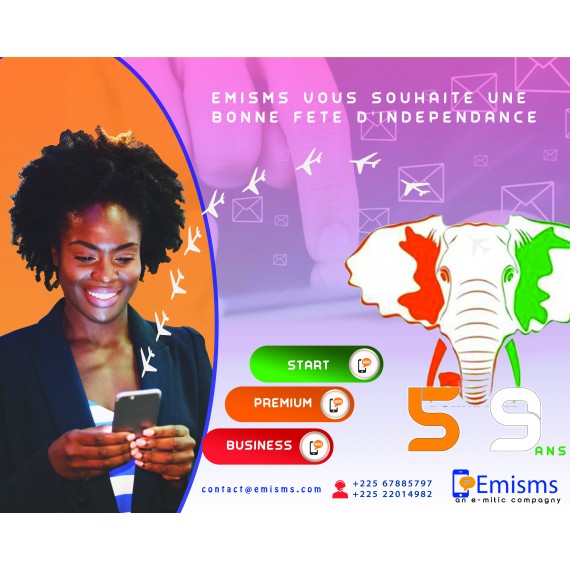 EMISMS VOUS SOUHAITE UNE
BONNE FETE D'INDEPENDANCE
START
PREMIUM
BUSINESS
59
ANS
contact@emisms.com
+225 67885797
+225 22014982
Emisms
an e-mitic compagny